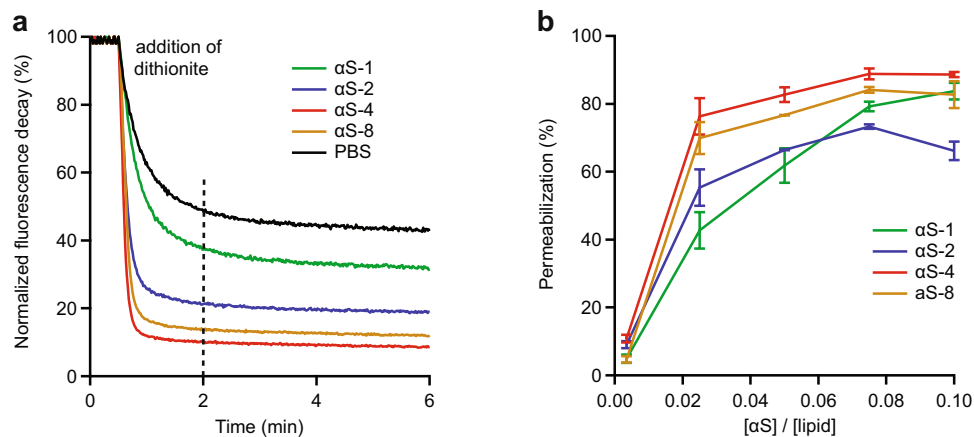 a
Normalized fluorescence decay (%)
100
80
60
40
20
0
addition of
dithionite
αS-1
αS-2
αS-4
αS-8
PBS
0
2
4
6
Time (min)
b
Permeabilization (%)
100
80
60
40
20
0
αS-1
αS-2
αS-4
aS-8
0.00
0.02
0.04
0.06
0.08
0.10
[αS] / [lipid]